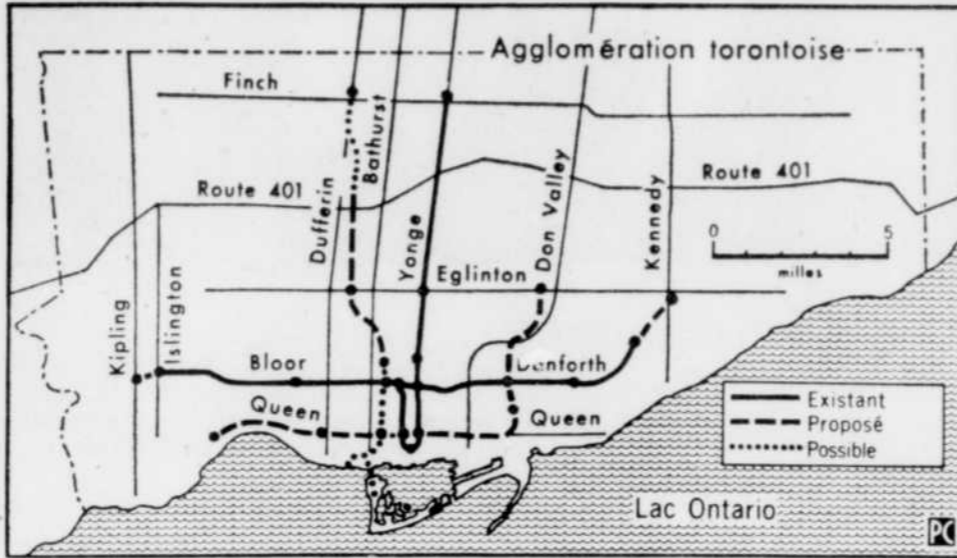 Agglomération torontoise
Finch
Bathurst
Route 401
Route 401
Dufferin
Yonge
Don Valley
Kennedy
0 5
milles
Eglinton
Kipling
Islington
Bloor
Danforth
Queen
Queen
Existant
Proposé
Possible
Lac Ontario
PC